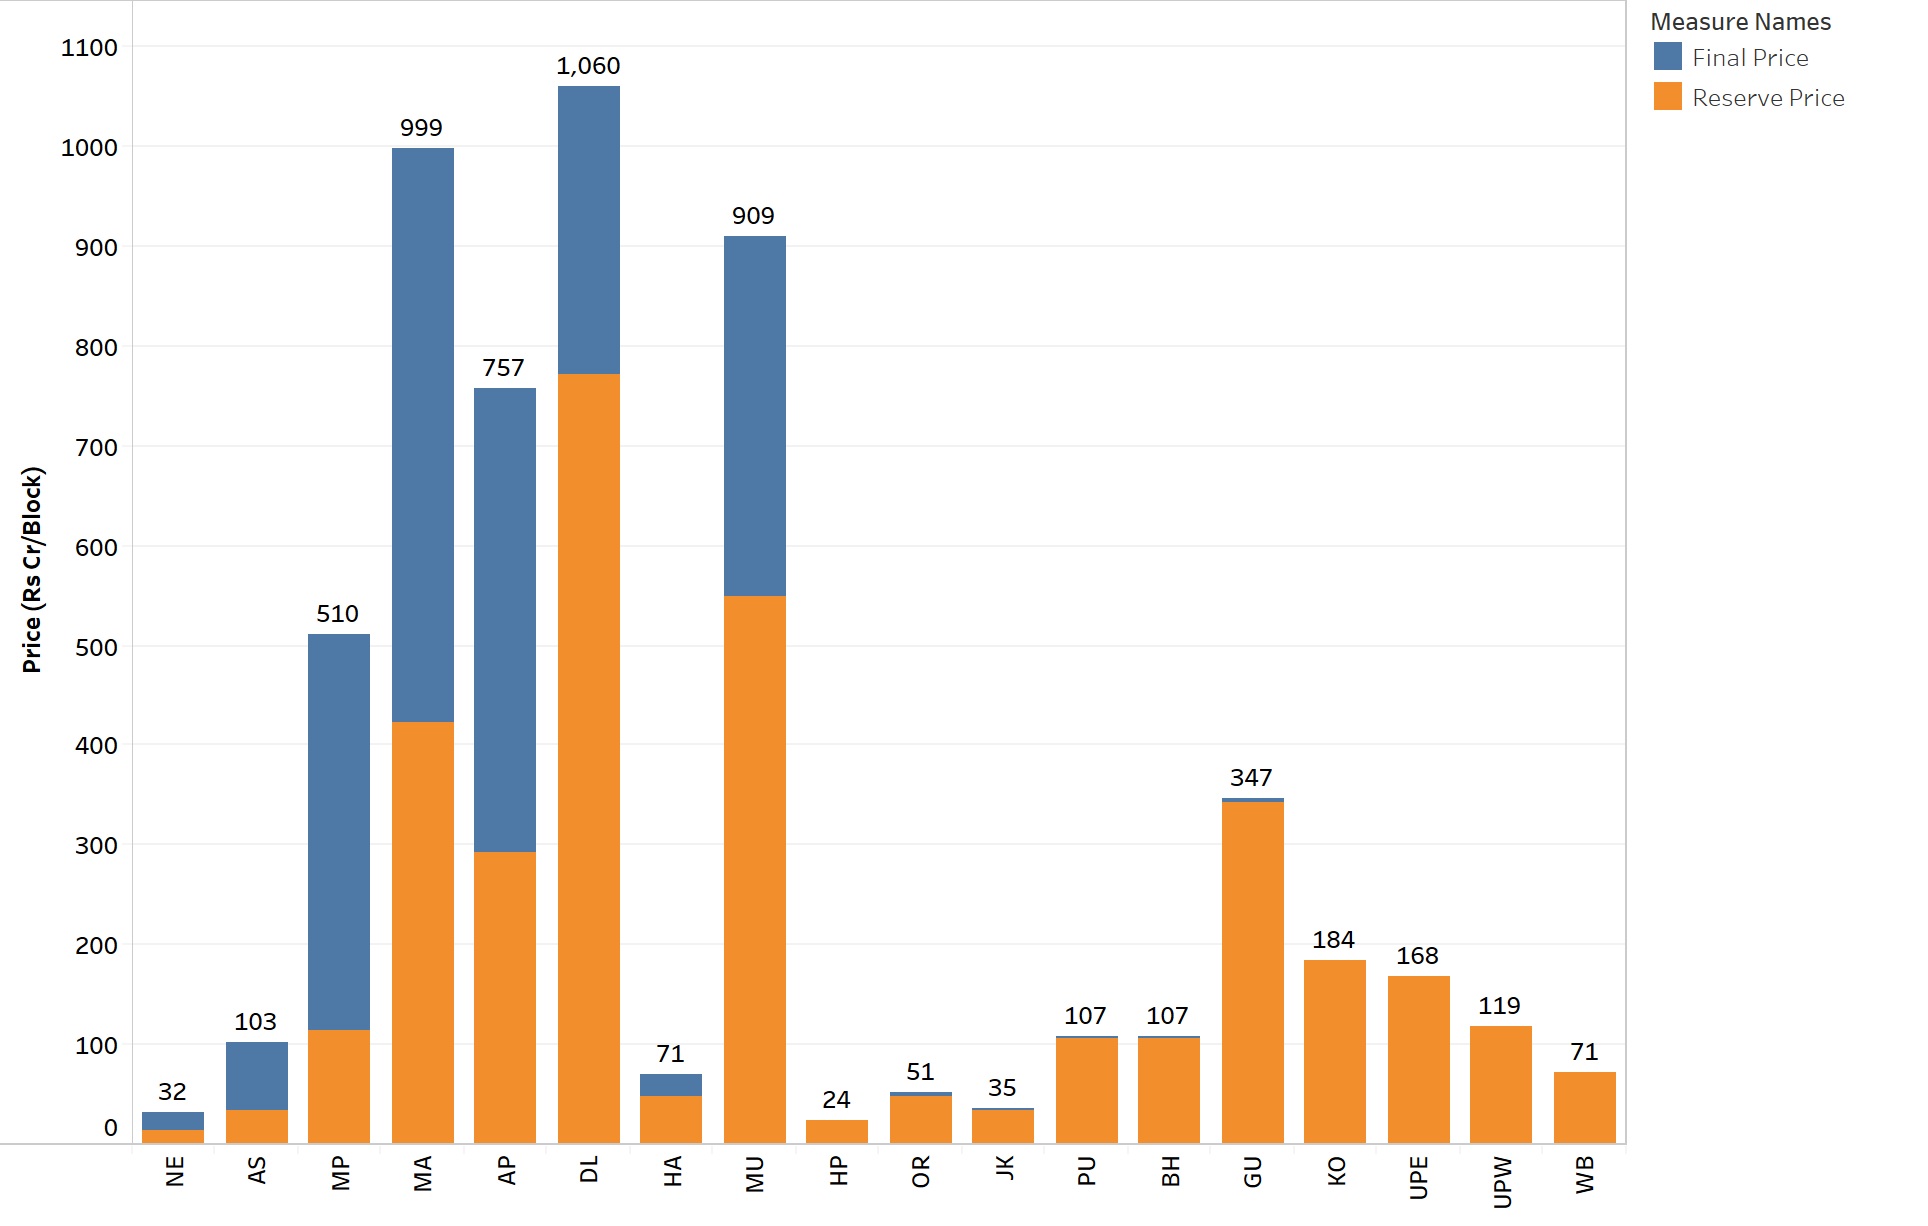 Measure Names
Final Price
Reserve Price
Price (Rs Cr/Block)
1100
1000
900
800
700
600
500
400
300
200
100
0
32
103
510
999
757
1,060
71
909
24
51
35
107
107
347
184
168
119
71
NE
AS
MP
MA
AP
DL
HA
MU
HP
OR
JK
PU
BH
GU
KO
UPE
UPW
WB